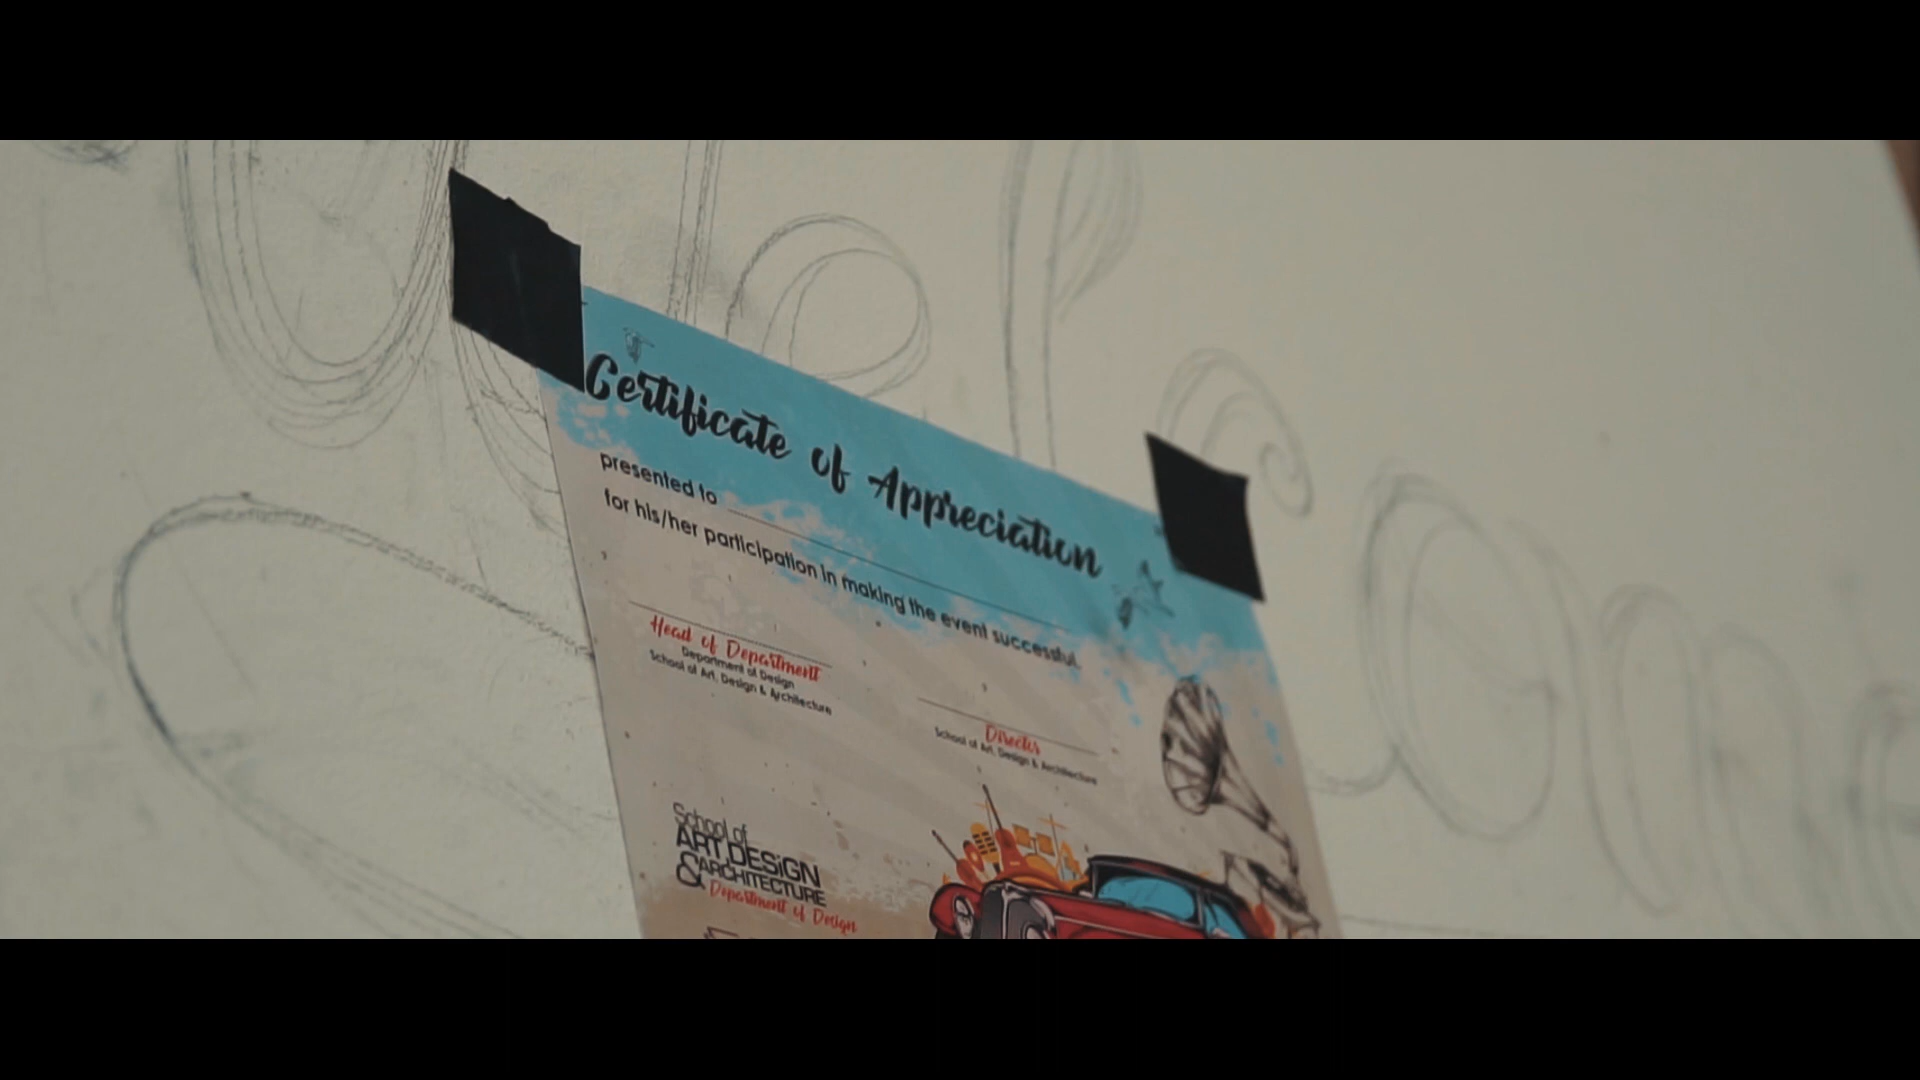 Certificate of Appreciation
presented to
for his/her participation in making the event successful.
Head of Department
Department of Design
School of Art, Design & Architecture
Director
School of Art, Design & Architecture
School of
ART, DESiGN
& ARCHITECTURE
Department of Design